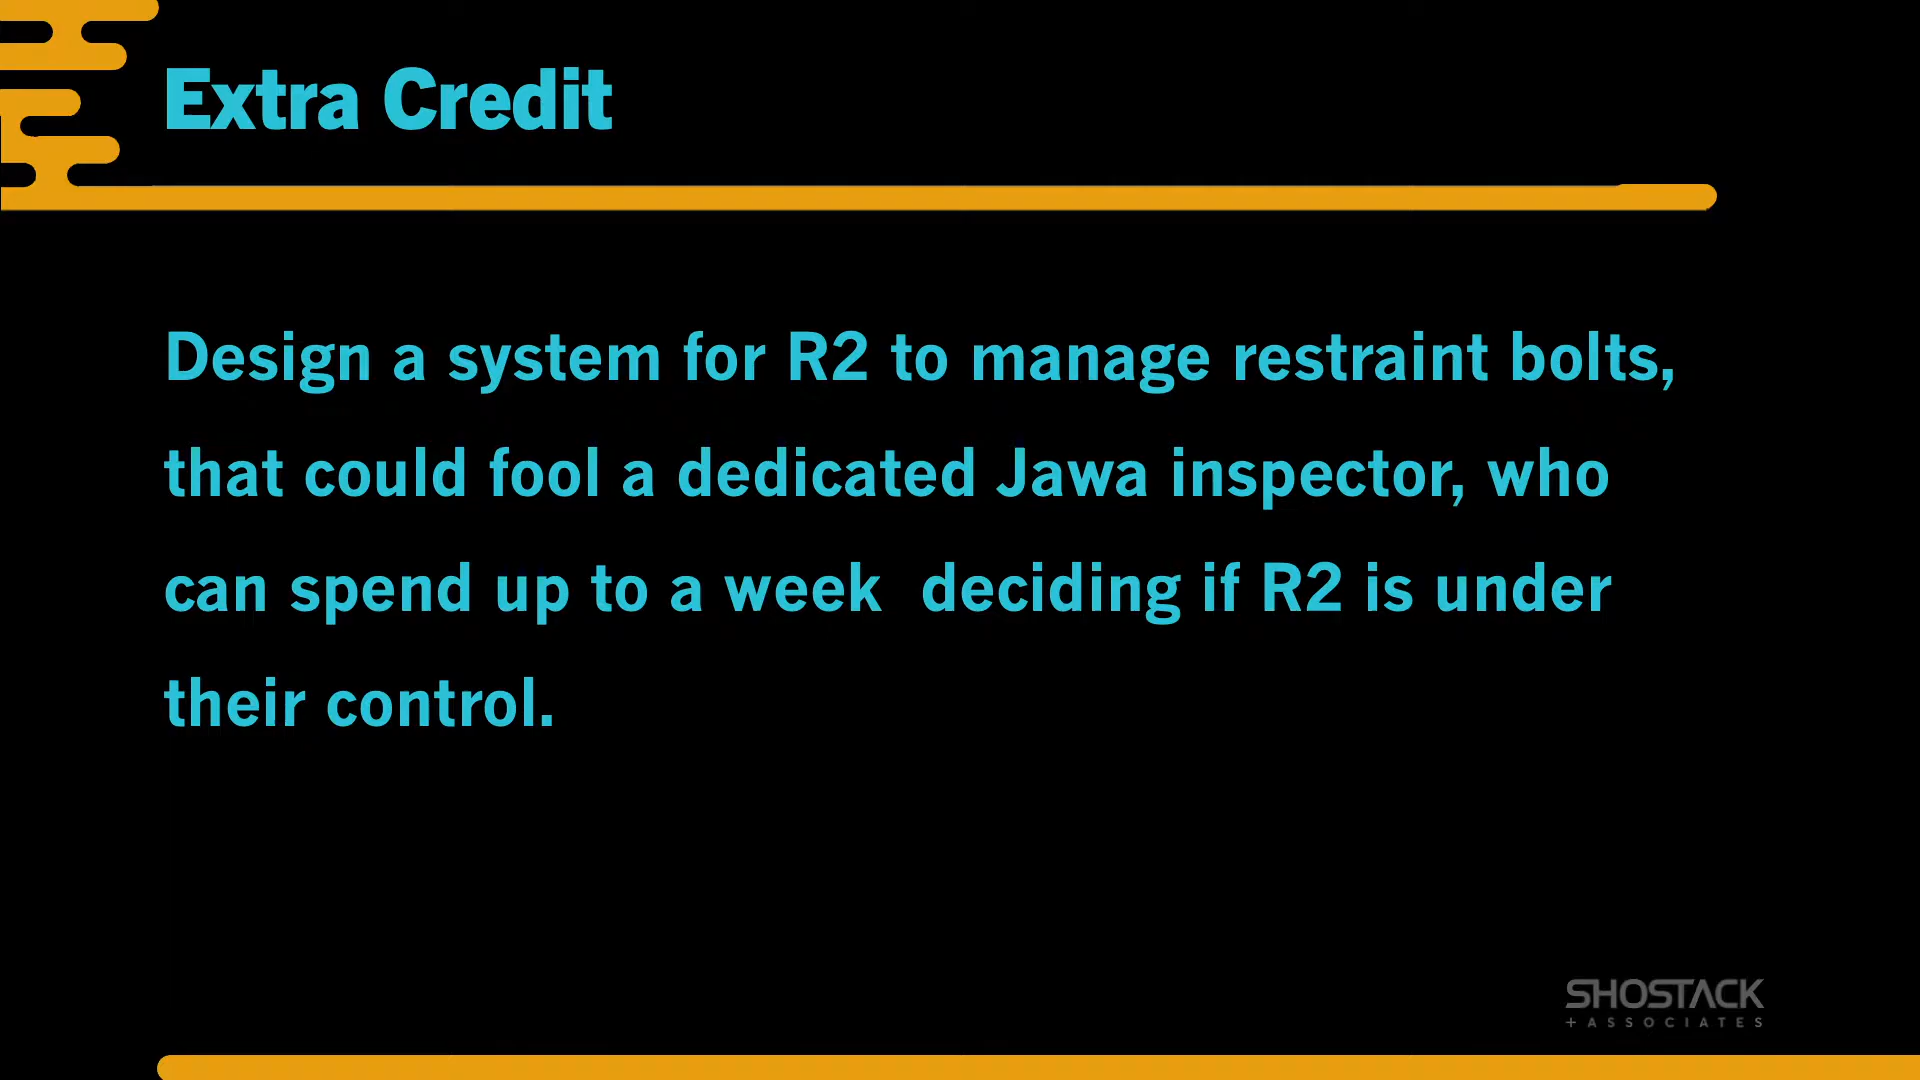 Extra Credit
Design a system for R2 to manage restraint bolts,
that could fool a dedicated Jawa inspector, who
can spend up to a week  deciding if R2 is under
their control.
SHOSTACK
+ ASSOCIATES